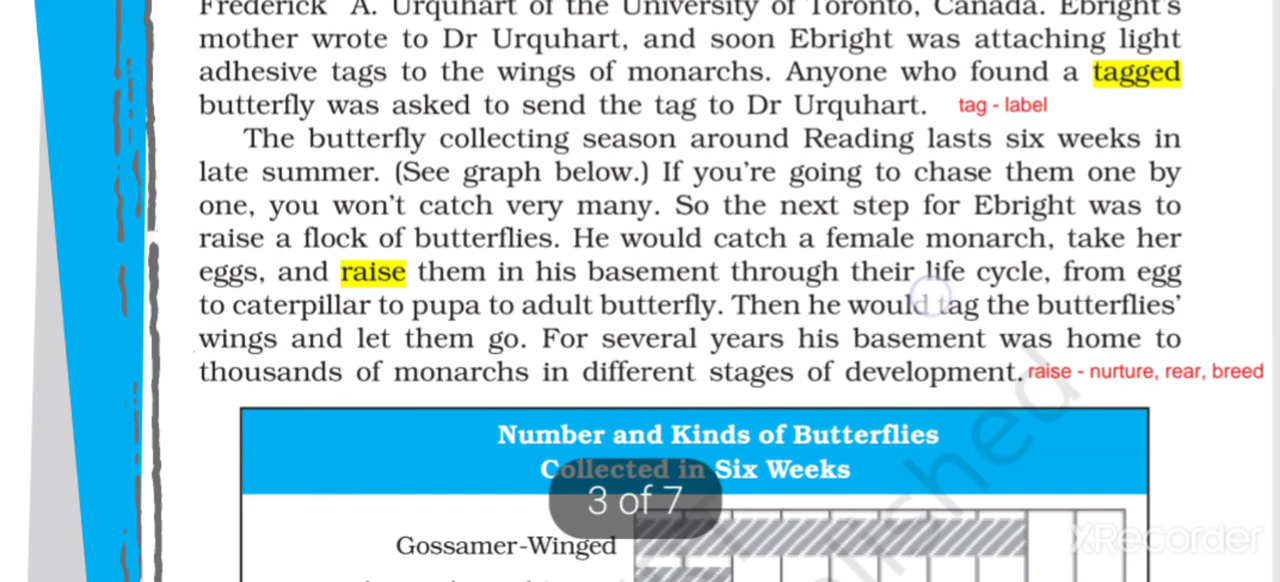 Frederick A. Urquhart of the University of Toronto, Canada. Ebright's
mother wrote to Dr Urquhart, and soon Ebright was attaching light
adhesive tags to the wings of monarchs. Anyone who found a tagged
butterfly was asked to send the tag to Dr Urquhart. tag - label
The butterfly collecting season around Reading lasts six weeks in
late summer. (See graph below.) If you're going to chase them one by
one, you won't catch very many. So the next step for Ebright was to
raise a flock of butterflies. He would catch a female monarch, take her
eggs, and raise them in his basement through their life cycle, from egg
to caterpillar to pupa to adult butterfly. Then he would tag the butterflies'
wings and let them go. For several years his basement was home to
thousands of monarchs in different stages of development. raise - nurture, rear, breed
Number and Kinds of Butterflies
Collected in Six Weeks
3 of 7
Gossamer-Winged
XRecorder